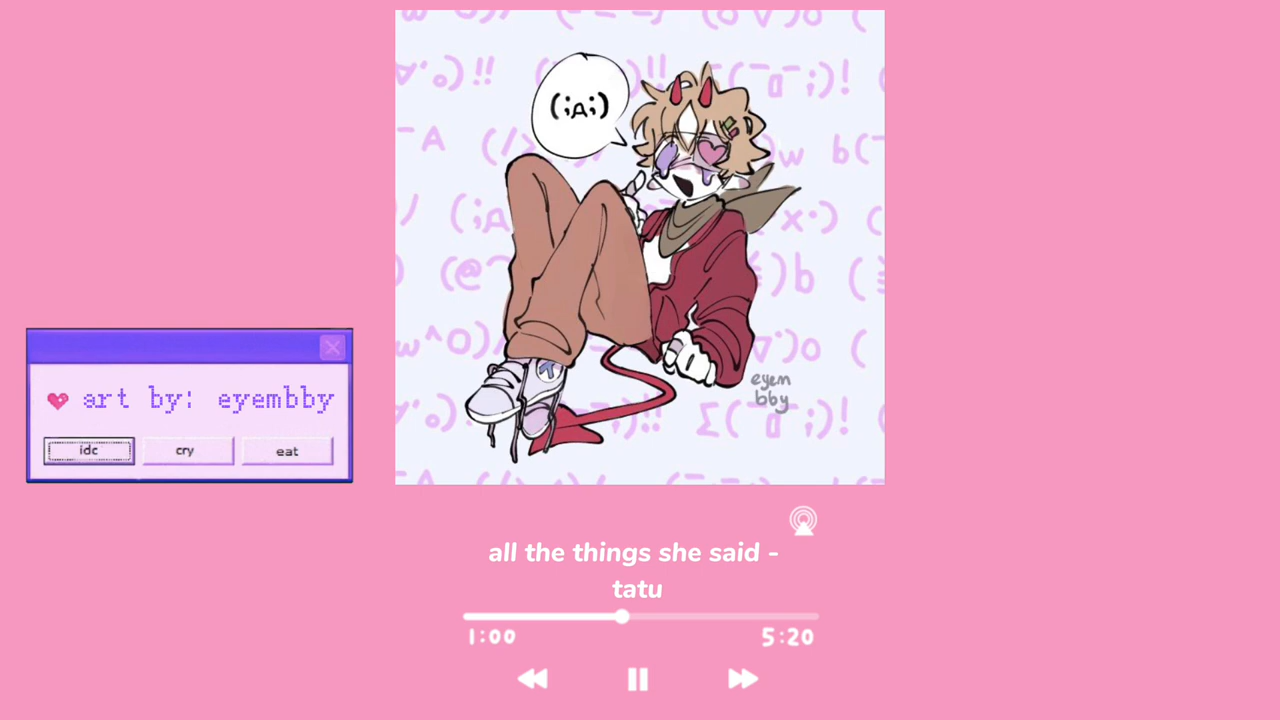 (;д;)
eyem
bby
art by: eyembby
idc
cry
eat
all the things she said -
tatu
1:00
5:20